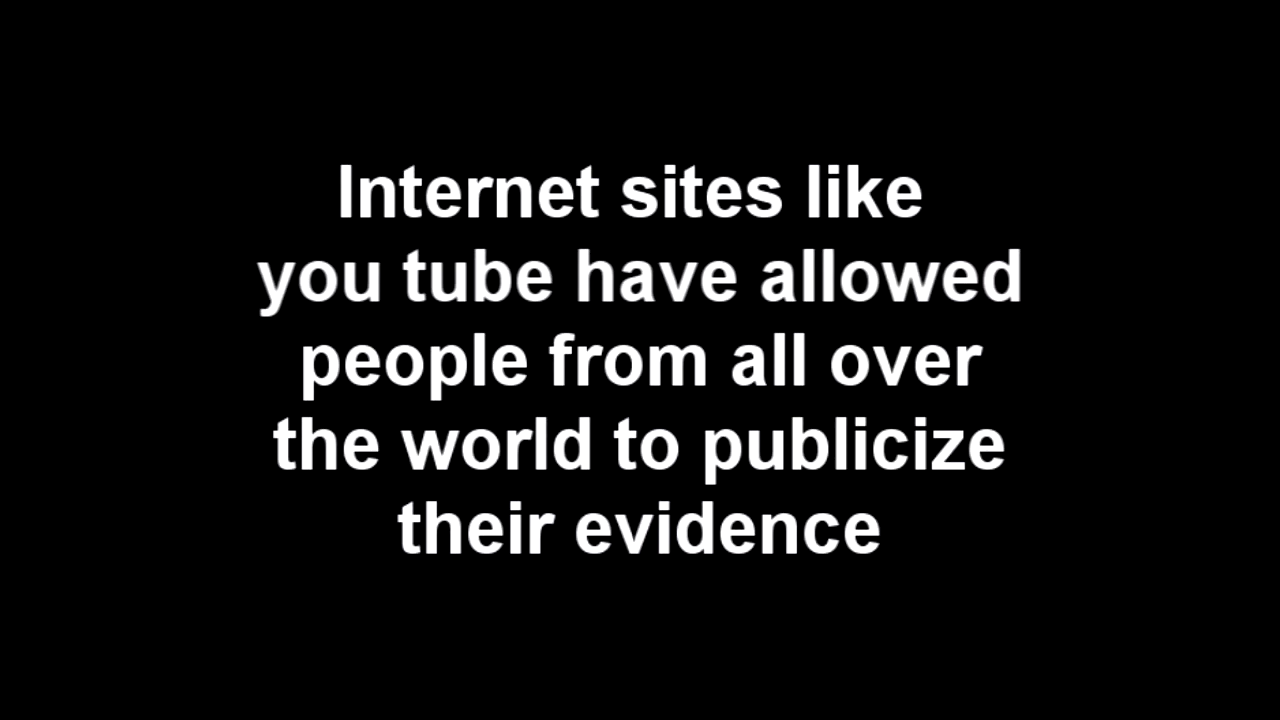 Internet sites like
you tube have allowed
people from all over
the world to publicize
their evidence